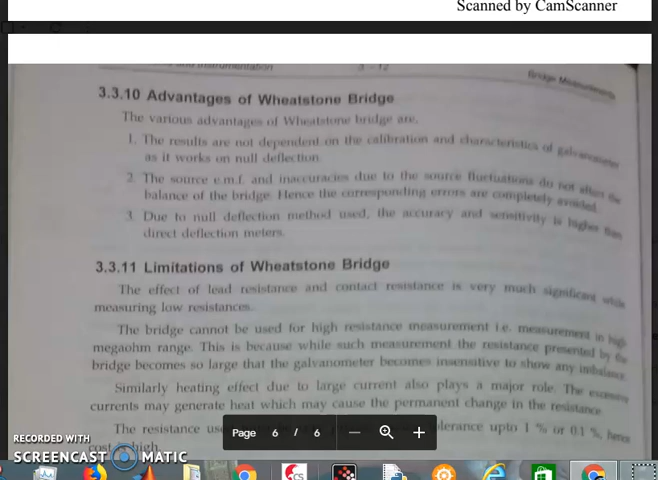 Scanned by CamScanner
Instrumentation 3 - 12 Bridge Measurements
3.3.10 Advantages of Wheatstone Bridge
The various advantages of Wheatstone bridge are,
1. The results are not dependent on the calibration and characteristics of galvanometer
as it works on null deflection.
2. The source e.m.f. and inaccuracies due to the source fluctuations do not affect the
balance of the bridge. Hence the corresponding errors are completely avoided.
3. Due to null deflection method used, the accuracy and sensitivity is higher than
direct deflection meters.
3.3.11 Limitations of Wheatstone Bridge
The effect of lead resistance and contact resistance is very much significant while
measuring low resistances.
The bridge cannot be used for high resistance measurement i.e. measurement in high
megaohm range. This is because while such measurement the resistance presented by the
bridge becomes so large that the galvanometer becomes insensitive to show any imbalance.
Similarly heating effect due to large current also plays a major role. The excessive
currents may generate heat which may cause the permanent change in the resistance.
The resistance tolerance upto 1 % or 0.1 %, hence
cost high.
Page 6 / 6
RECORDED WITH
SCREENCAST MATIC